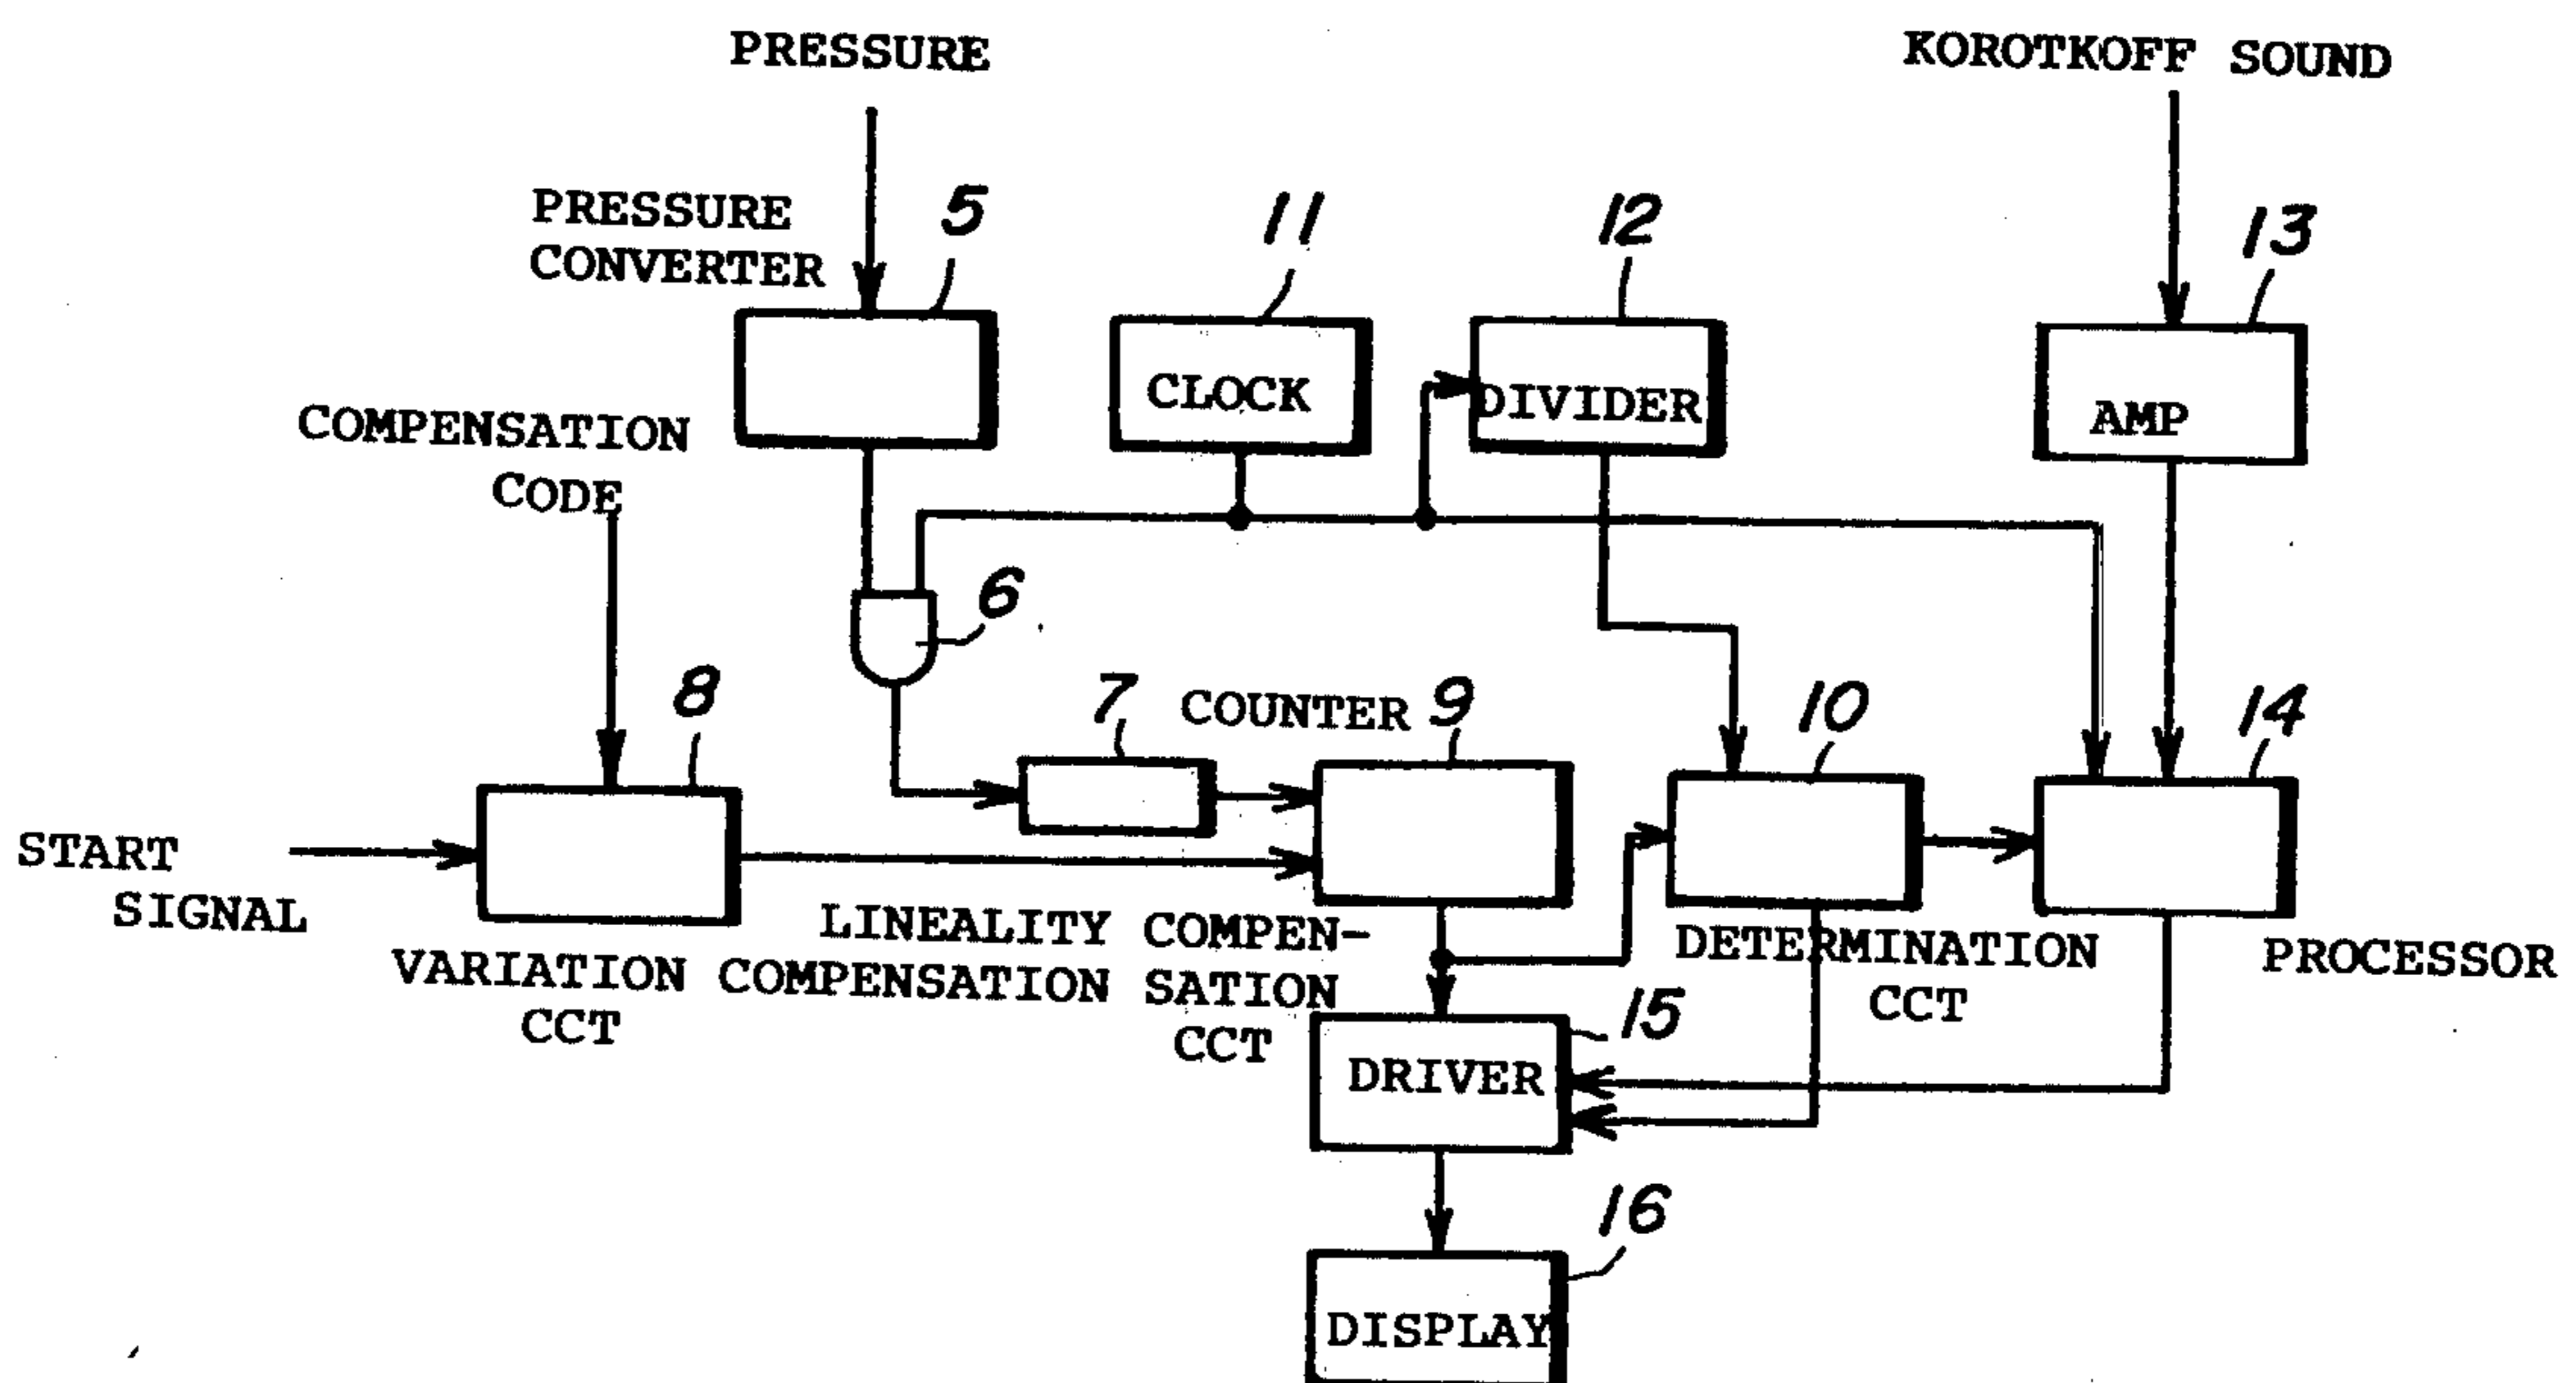 PRESSURE
KOROTKOFF SOUND
PRESSURE
CONVERTER
5
11
12
13
CLOCK
DIVIDER
AMP
COMPENSATION
CODE
6
8
7
COUNTER
9
10
14
START
SIGNAL
VARIATION COMPENSATION
CCT
LINEALITY COMPEN-
SATION
CCT
DETERMINATION
CCT
PROCESSOR
15
DRIVER
16
DISPLAY